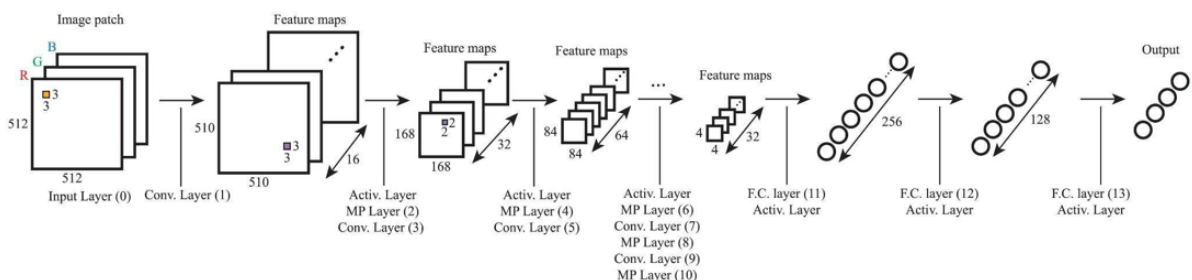 Image patch
B
G
R
3
3
512
512
Input Layer (0)
Conv. Layer (1)
Feature maps
510
3
3
510
16
Activ. Layer
MP Layer (2)
Conv. Layer (3)
Feature maps
168
2
2
168
32
Activ. Layer
MP Layer (4)
Conv. Layer (5)
Feature maps
84
84
64
...
Activ. Layer
MP Layer (6)
Conv. Layer (7)
MP Layer (8)
Conv. Layer (9)
MP Layer (10)
Feature maps
4
4
32
F.C. layer (11)
Activ. Layer
256
F.C. layer (12)
Activ. Layer
128
F.C. layer (13)
Activ. Layer
Output